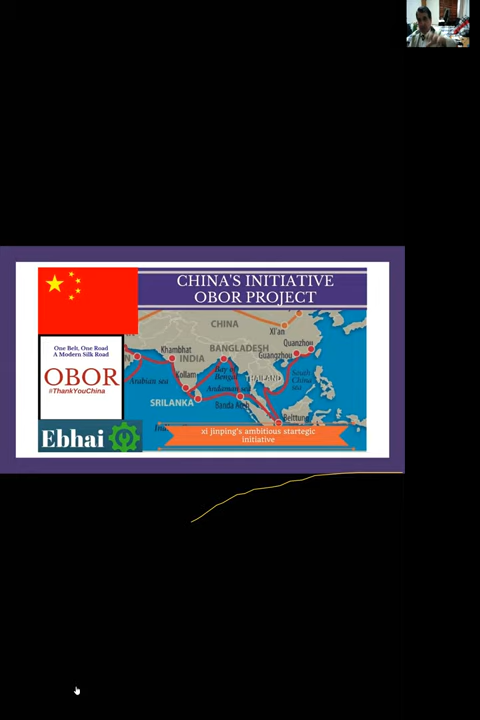 CHINA'S INITIATIVE
OBOR PROJECT
One Belt, One Road
A Modern Silk Road
OBOR
#ThankYouChina
Ebhai
CHINA
Xi'an
Quanzhou
Guangzhou
BANGLADESH
Khambhat
INDIA
Bay of
Bengal
Arabian sea
Kollam
THAILAND
South
China
sea
Andaman sea
SRILANKA
Banda Aceh
Belttung
xi jinping's ambitious startegic
initiative